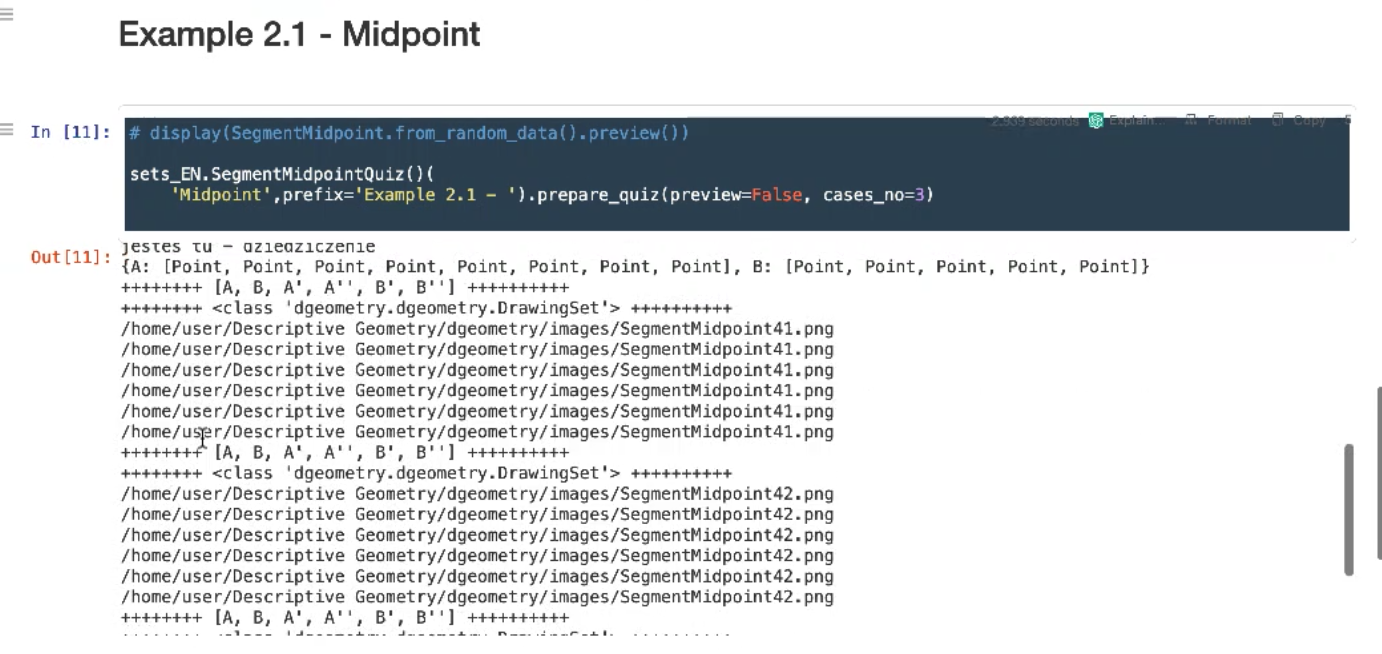 Example 2.1 - Midpoint
In [11]:
# display(SegmentMidpoint.from_random_data().preview())
2.939 seconds Explain... Format Copy
sets_EN.SegmentMidpointQuiz()(
'Midpoint',prefix='Example 2.1 - ').prepare_quiz(preview=False, cases_no=3)
Out[11]:
jestes tu - dziedziczenie
{A: [Point, Point, Point, Point, Point, Point, Point, Point], B: [Point, Point, Point, Point, Point]}
++++++++ [A, B, A', A'', B', B''] ++++++++++
++++++++ <class 'dgeometry.dgeometry.DrawingSet'> ++++++++++
/home/user/Descriptive Geometry/dgeometry/images/SegmentMidpoint41.png
/home/user/Descriptive Geometry/dgeometry/images/SegmentMidpoint41.png
/home/user/Descriptive Geometry/dgeometry/images/SegmentMidpoint41.png
/home/user/Descriptive Geometry/dgeometry/images/SegmentMidpoint41.png
/home/user/Descriptive Geometry/dgeometry/images/SegmentMidpoint41.png
/home/user/Descriptive Geometry/dgeometry/images/SegmentMidpoint41.png
++++++++ [A, B, A', A'', B', B''] ++++++++++
++++++++ <class 'dgeometry.dgeometry.DrawingSet'> ++++++++++
/home/user/Descriptive Geometry/dgeometry/images/SegmentMidpoint42.png
/home/user/Descriptive Geometry/dgeometry/images/SegmentMidpoint42.png
/home/user/Descriptive Geometry/dgeometry/images/SegmentMidpoint42.png
/home/user/Descriptive Geometry/dgeometry/images/SegmentMidpoint42.png
/home/user/Descriptive Geometry/dgeometry/images/SegmentMidpoint42.png
/home/user/Descriptive Geometry/dgeometry/images/SegmentMidpoint42.png
++++++++ [A, B, A', A'', B', B''] ++++++++++
++++++++ <class 'dgeometry.dgeometry.DrawingSet'> ++++++++++